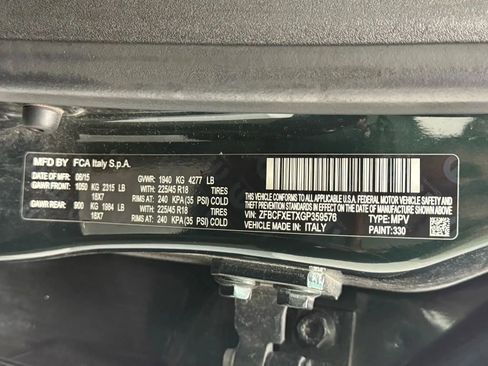 MFD BY FCA Italy S.p.A.
DATE OF MFR: 06/15 GVWR: 1940 KG 4277 LB
GAWR FRONT: 1050 KG 2315 LB WITH 225/45 R18 TIRES
18X7 RIMS AT: 240 KPA (35 PSI) COLD
GAWR REAR: 900 KG 1984 LB WITH 225/45 R18 TIRES
18X7 RIMS AT: 240 KPA (35 PSI) COLD
THIS VEHICLE CONFORMS TO ALL APPLICABLE U.S.A. FEDERAL MOTOR VEHICLE SAFETY,
BUMPER AND THEFT PREVENTION STANDARDS IN EFFECT ON THE DATE OF MANUFACTURE SHOWN ABOVE.
VIN: ZFBCFXETXGP359576 TYPE: MPV
VEHICLE MADE IN: ITALY PAINT: 330